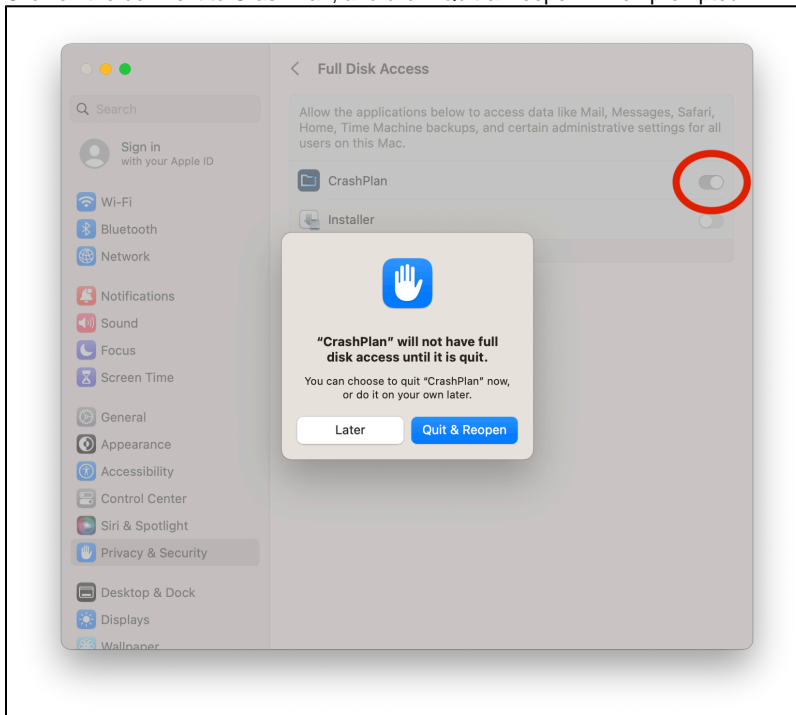 Full Disk Access
Search
Allow the applications below to access data like Mail, Messages, Safari,
Home, Time Machine backups, and certain administrative settings for all
users on this Mac.
Sign in
with your Apple ID
CrashPlan
Installer
Wi-Fi
Bluetooth
Network
Notifications
Sound
Focus
Screen Time
General
Appearance
Accessibility
Control Center
Siri & Spotlight
Privacy & Security
Desktop & Dock
Displays
Wallpaper
“CrashPlan” will not have full
disk access until it is quit.
You can choose to quit “CrashPlan” now,
or do it on your own later.
Later
Quit & Reopen